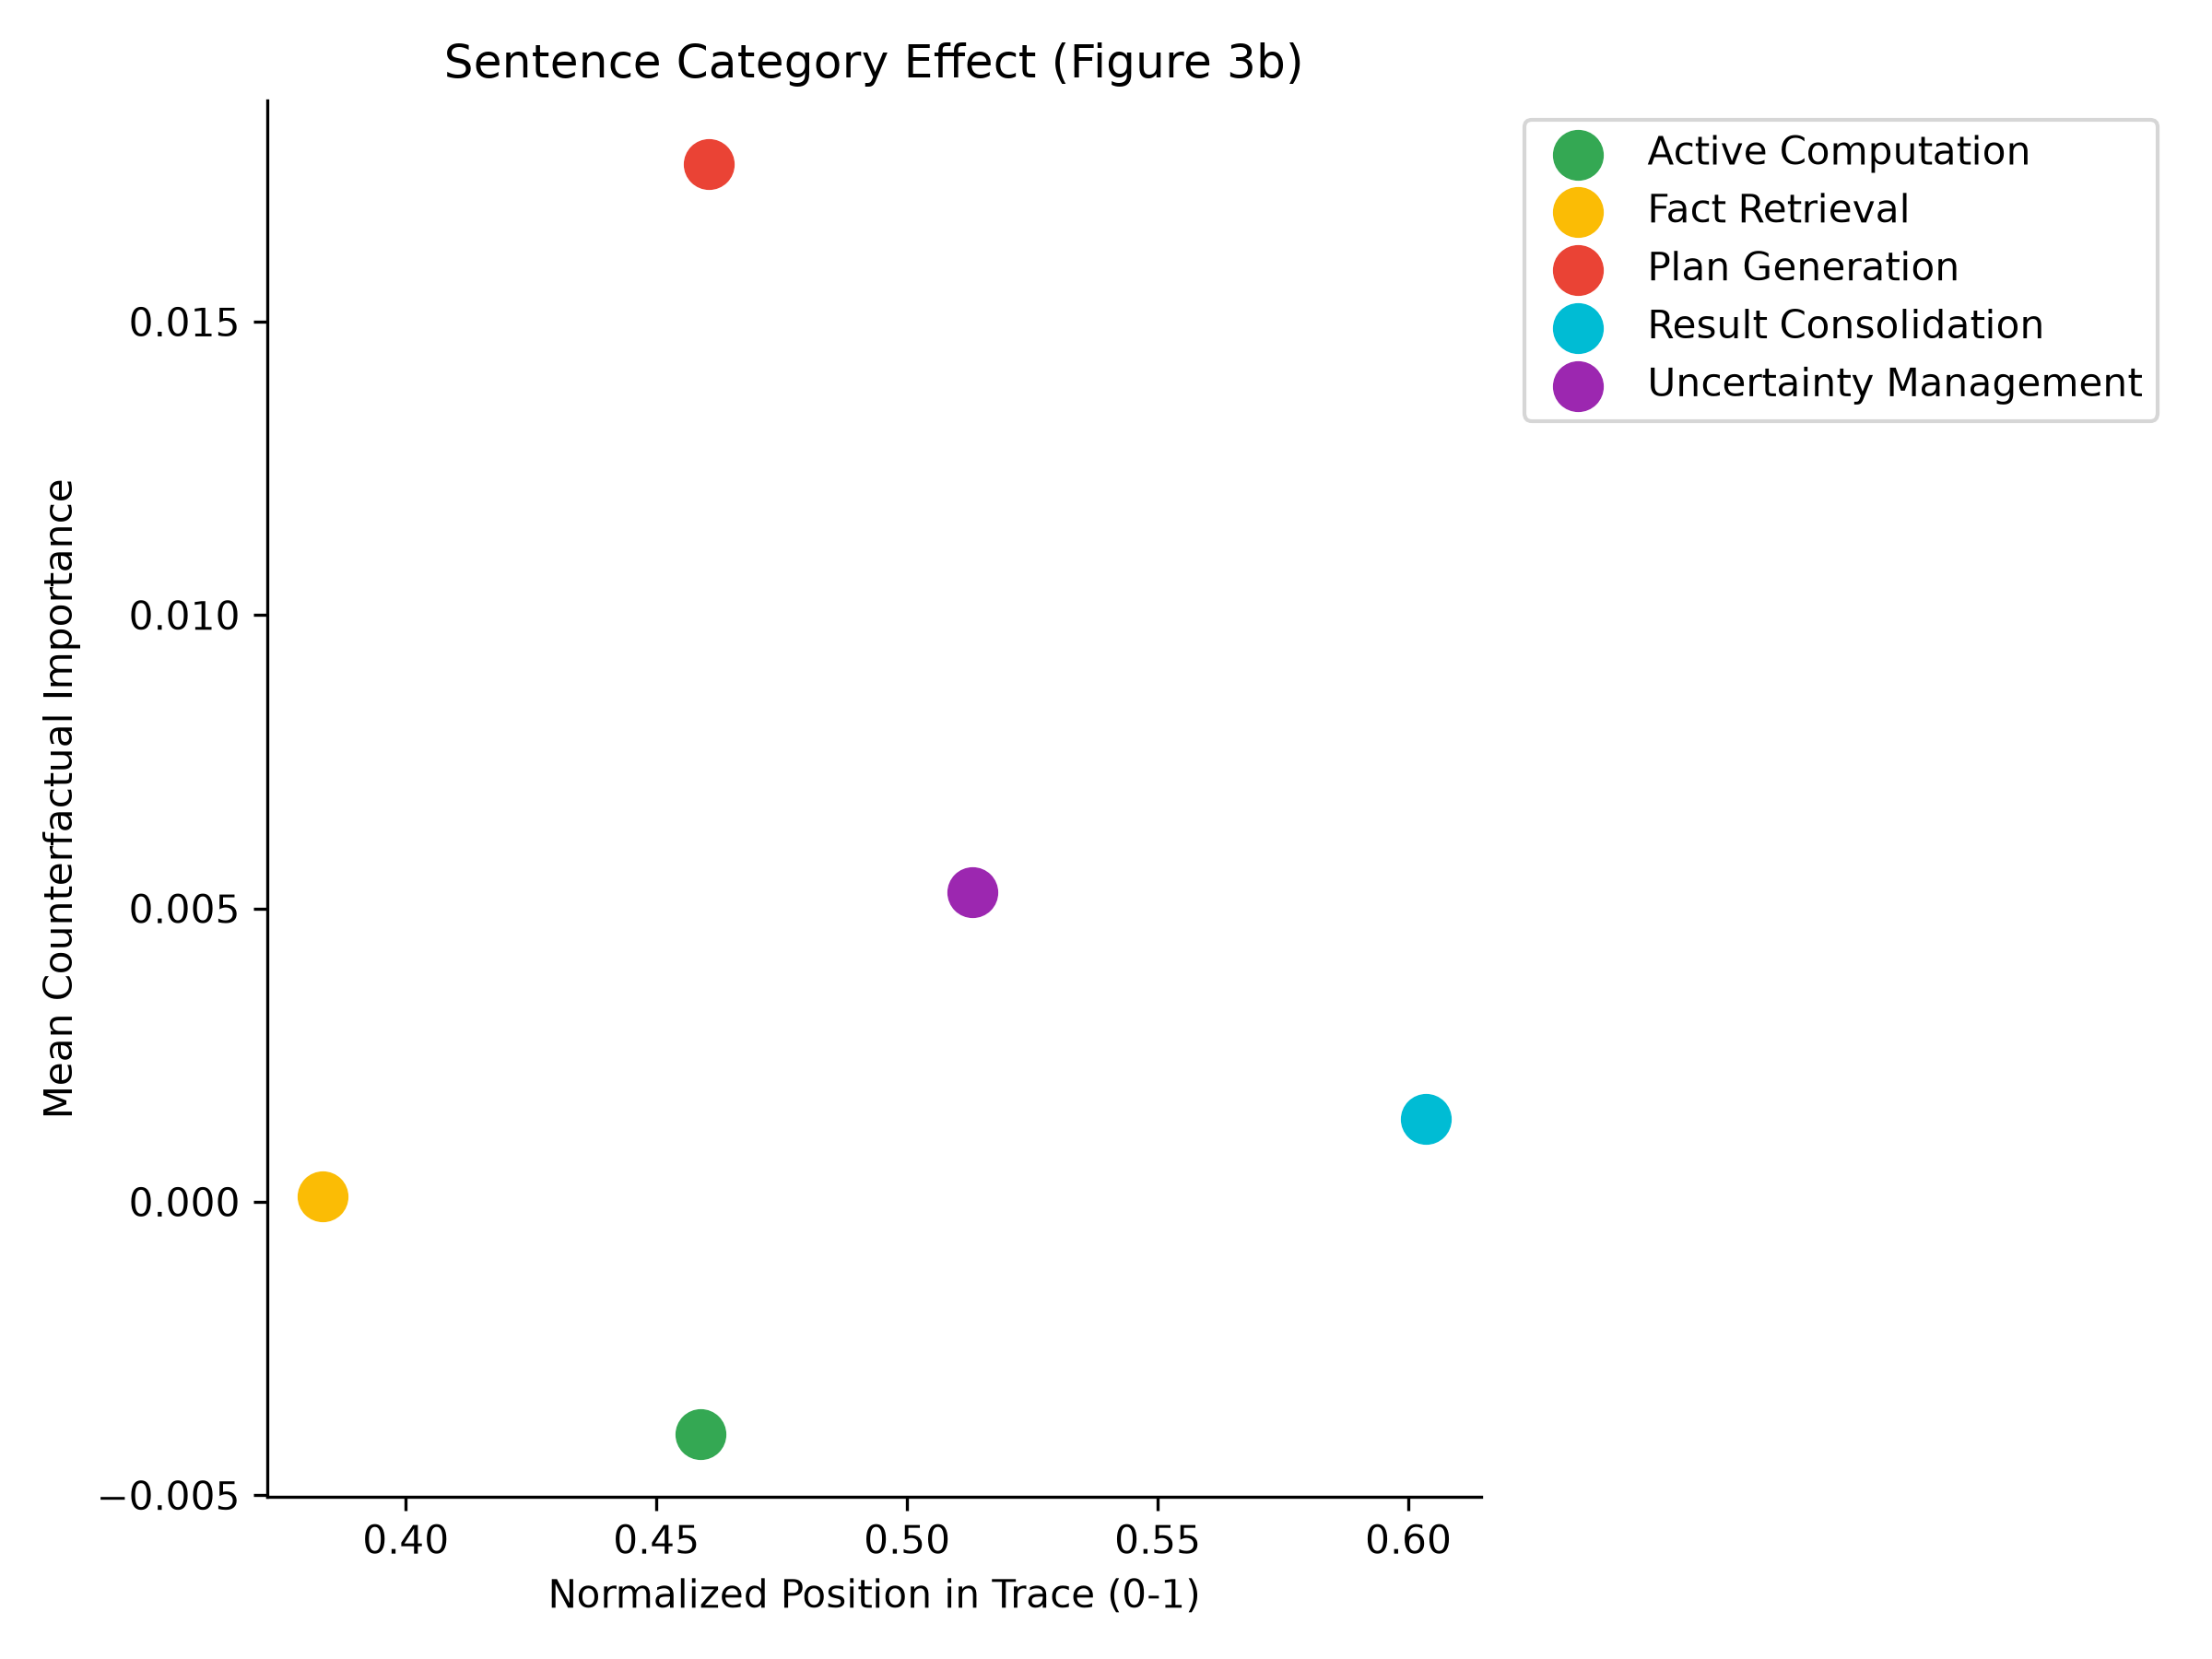 Sentence Category Effect (Figure 3b)
Active Computation
Fact Retrieval
Plan Generation
Result Consolidation
Uncertainty Management
Mean Counterfactual Importance
0.015
0.010
0.005
0.000
−0.005
0.40 0.45 0.50 0.55 0.60
Normalized Position in Trace (0-1)